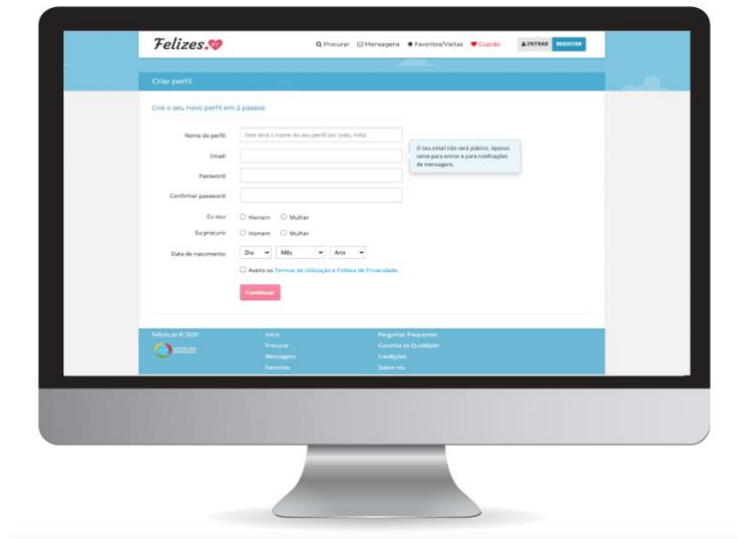 Felizes.pt
Procurar Mensagens Favoritos/Visitas Cupido ENTRAR REGISTAR
Criar perfil
Crie o seu novo perfil em 2 passos
Nome do perfil: Este será o nome do seu perfil (ex: João, Inês)
Email:
O seu email não será público. Apenas
serve para entrar e para notificações
de mensagens.
Password:
Confirmar password:
Eu sou: Homem Mulher
Eu procuro: Homem Mulher
Data de nascimento: Dia Mês Ano
Aceito os Termos de Utilização e Política de Privacidade.
Continuar
Felizes.pt © 2020
Início
Procurar
Mensagens
Favoritos
Perguntas Frequentes
Garantia de Qualidade
Condições
Sobre nós